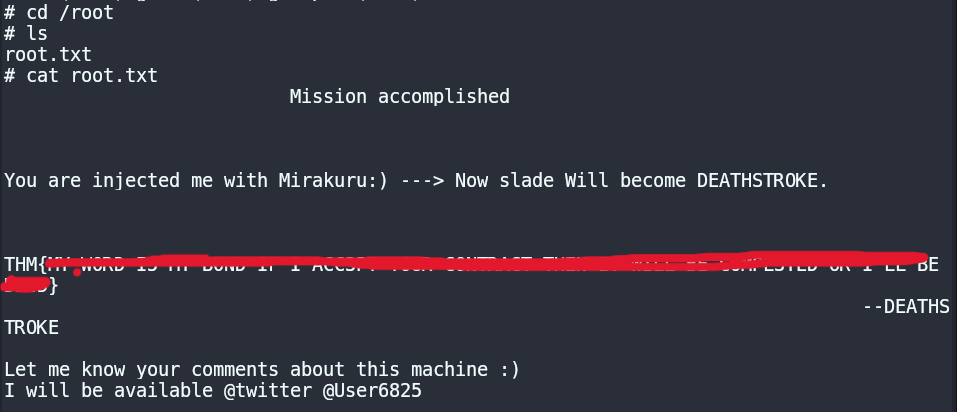 # cd /root
# ls
root.txt
# cat root.txt
Mission accomplished
You are injected me with Mirakuru:) ---> Now slade Will become DEATHSTROKE.
THM{ BE
}
--DEATHS
TROKE
Let me know your comments about this machine :)
I will be available @twitter @User6825